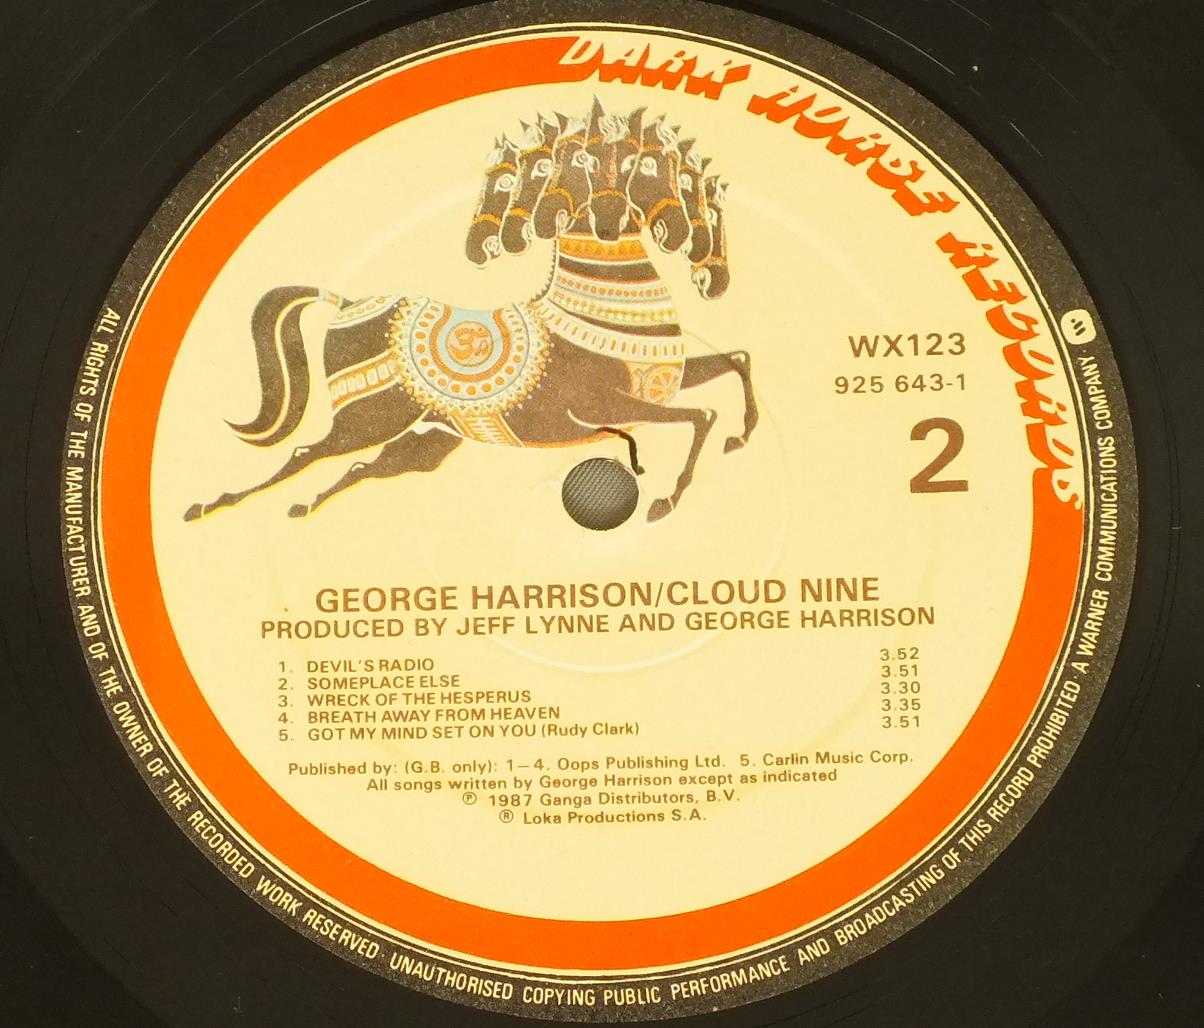 DARK HORSE RECORDS
WX123
925 643-1
2
GEORGE HARRISON/CLOUD NINE
PRODUCED BY JEFF LYNNE AND GEORGE HARRISON
1. DEVIL'S RADIO 3.52
2. SOMEPLACE ELSE 3.51
3. WRECK OF THE HESPERUS 3.30
4. BREATH AWAY FROM HEAVEN 3.35
5. GOT MY MIND SET ON YOU (Rudy Clark) 3.51
Published by: (G.B. only): 1—4. Oops Publishing Ltd. 5. Carlin Music Corp.
All songs written by George Harrison except as indicated
℗ 1987 Ganga Distributors, B.V.
® Loka Productions S.A.
ALL RIGHTS OF THE MANUFACTURER AND OF THE OWNER OF THE RECORDED WORK RESERVED · UNAUTHORISED COPYING PUBLIC PERFORMANCE AND BROADCASTING OF THIS RECORD PROHIBITED · A WARNER COMMUNICATIONS COMPANY